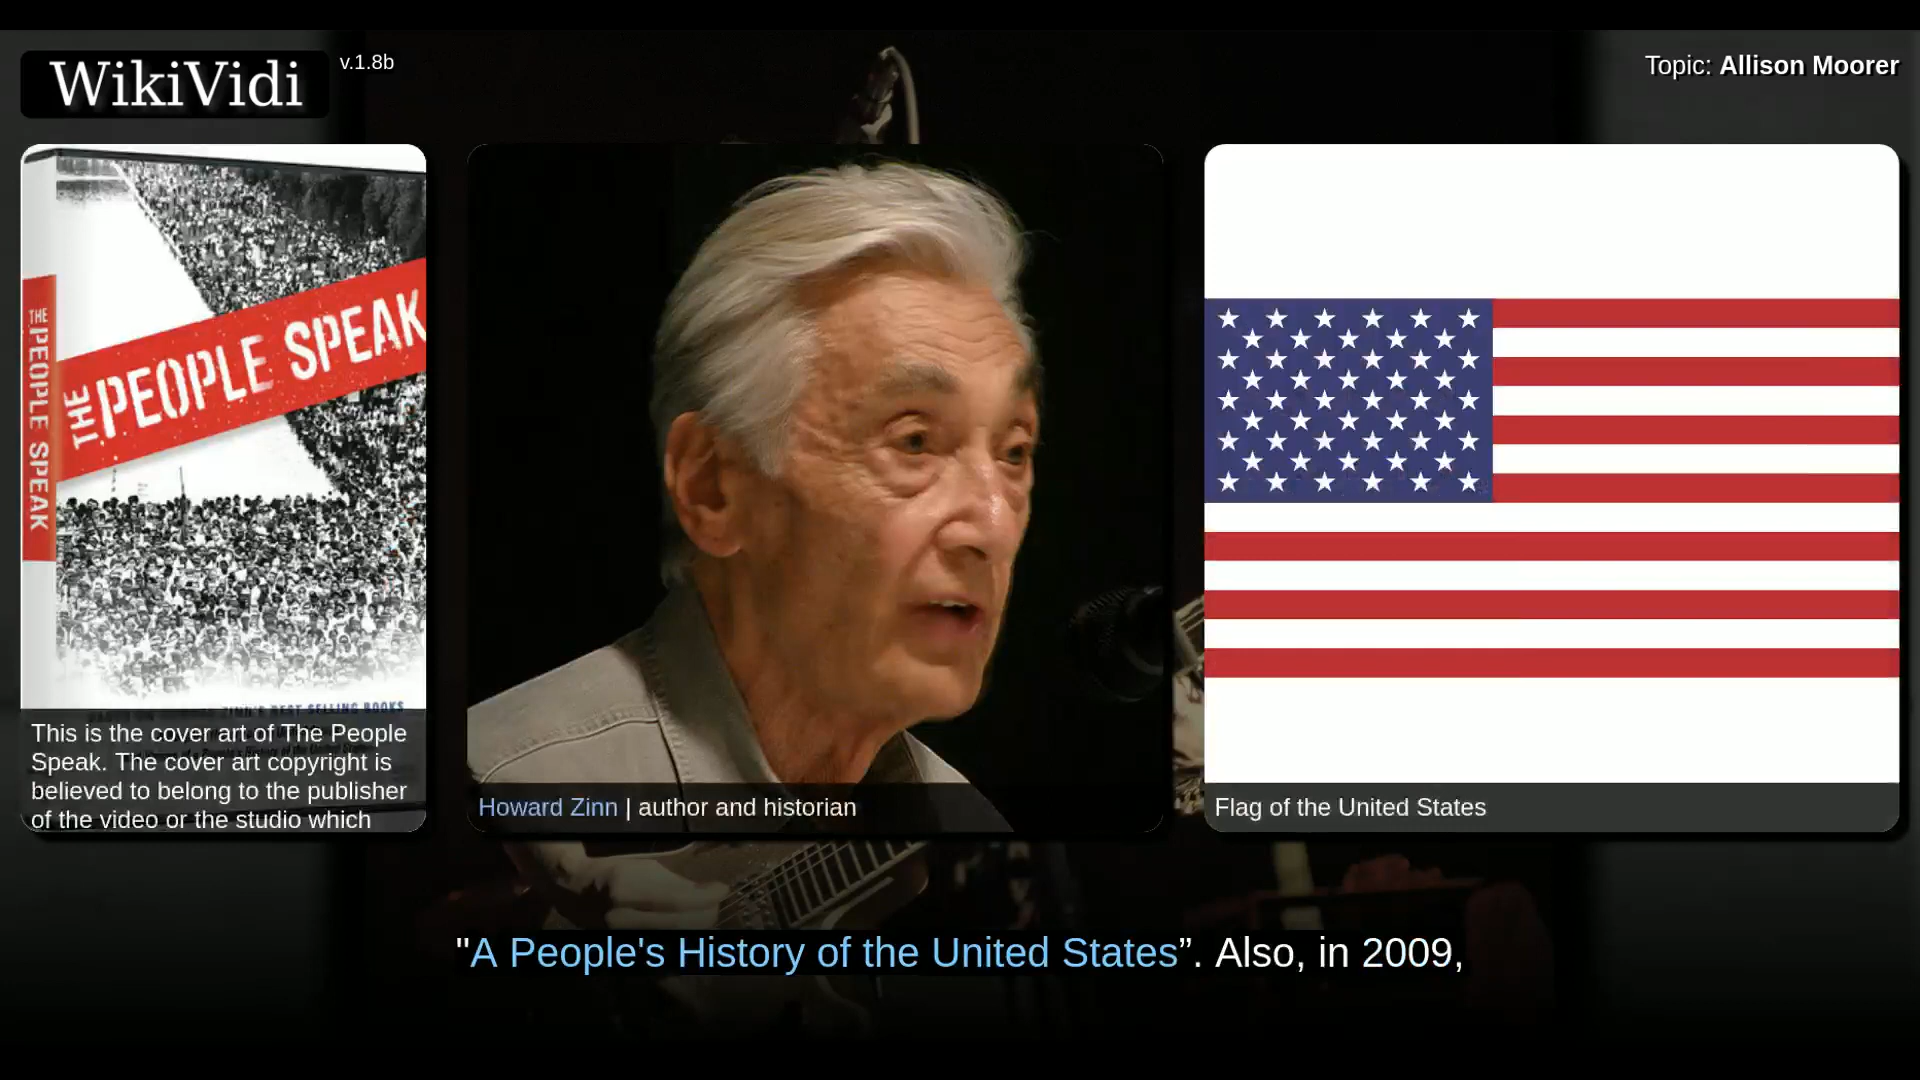 WikiVidi
v.1.8b
Topic: Allison Moorer
THE
PEOPLE SPEAK
THE PEOPLE SPEAK
BEST-SELLING BOOKS
This is the cover art of The People
Speak. The cover art copyright is
believed to belong to the publisher
of the video or the studio which
Howard Zinn | author and historian
Flag of the United States
"A People's History of the United States”. Also, in 2009,